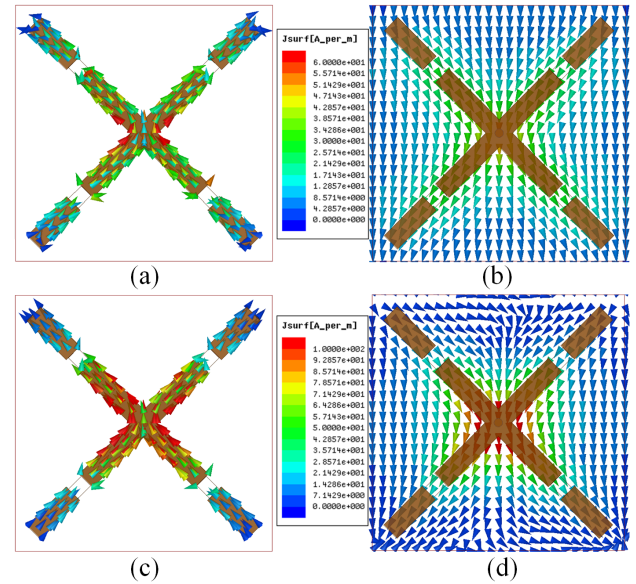 Jsurf[A_per_m]
6.0000e+001
5.5714e+001
5.1429e+001
4.7143e+001
4.2857e+001
3.8571e+001
3.4286e+001
3.0000e+001
2.5714e+001
2.1429e+001
1.7143e+001
1.2857e+001
8.5714e+000
4.2857e+000
0.0000e+000
(a)
(b)
Jsurf[A_per_m]
1.0000e+002
9.2857e+001
8.5714e+001
7.8571e+001
7.1429e+001
6.4286e+001
5.7143e+001
5.0000e+001
4.2857e+001
3.5714e+001
2.8571e+001
2.1429e+001
1.4286e+001
7.1429e+000
0.0000e+000
(c)
(d)